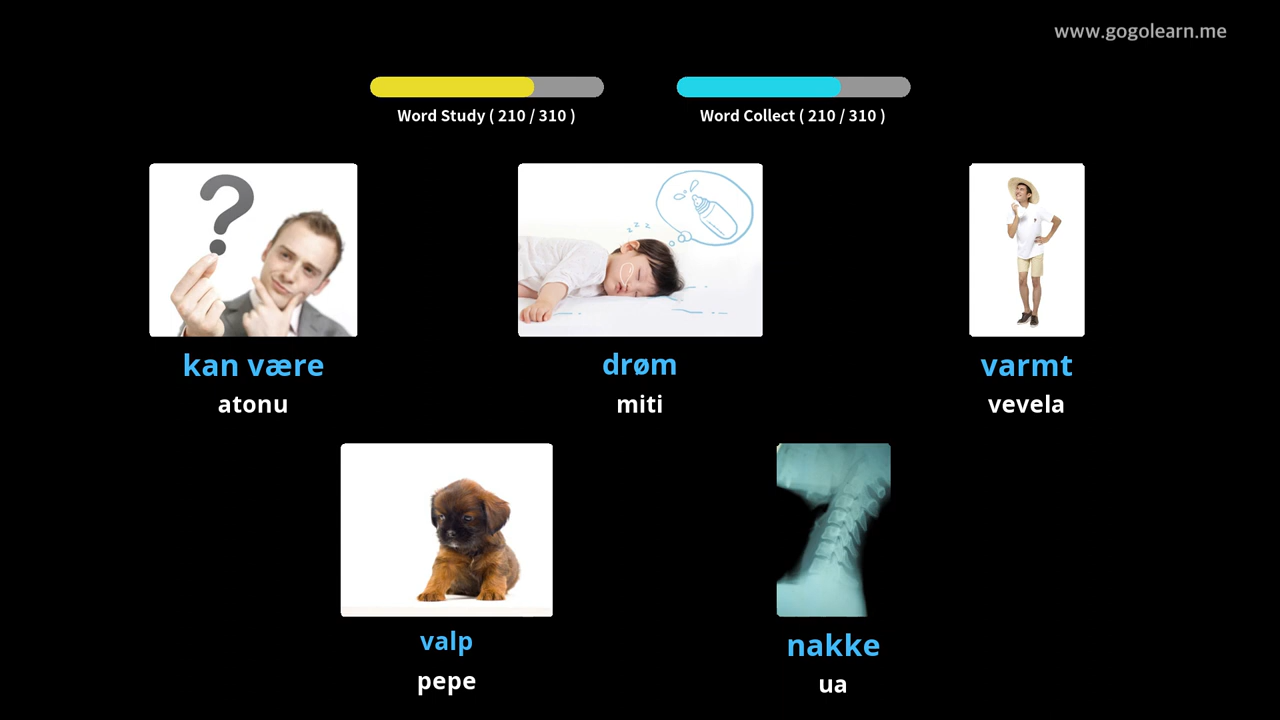 www.gogolearn.me
Word Study ( 210 / 310 )
Word Collect ( 210 / 310 )
kan være
atonu
drøm
miti
varmt
vevela
valp
pepe
nakke
ua